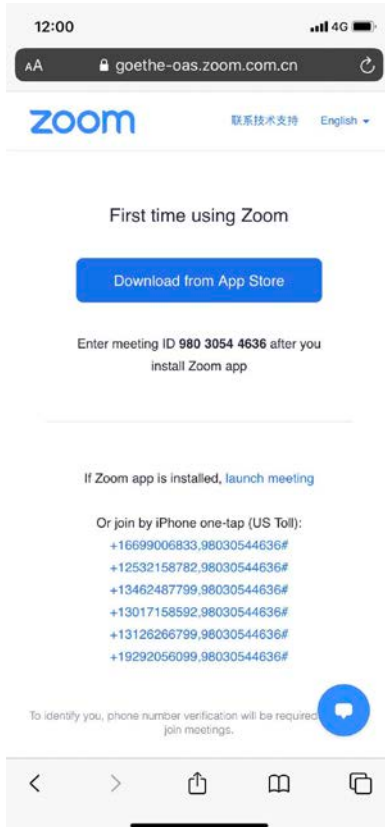 12:00 4G
AA goethe-oas.zoom.com.cn
zoom 联系技术支持 English
First time using Zoom
Download from App Store
Enter meeting ID 980 3054 4636 after you
install Zoom app
If Zoom app is installed, launch meeting
Or join by iPhone one-tap (US Toll):
+16699006833,98030544636#
+12532158782,98030544636#
+13462487799,98030544636#
+13017158592,98030544636#
+13126266799,98030544636#
+19292056099,98030544636#
To identify you, phone number verification will be required
join meetings.